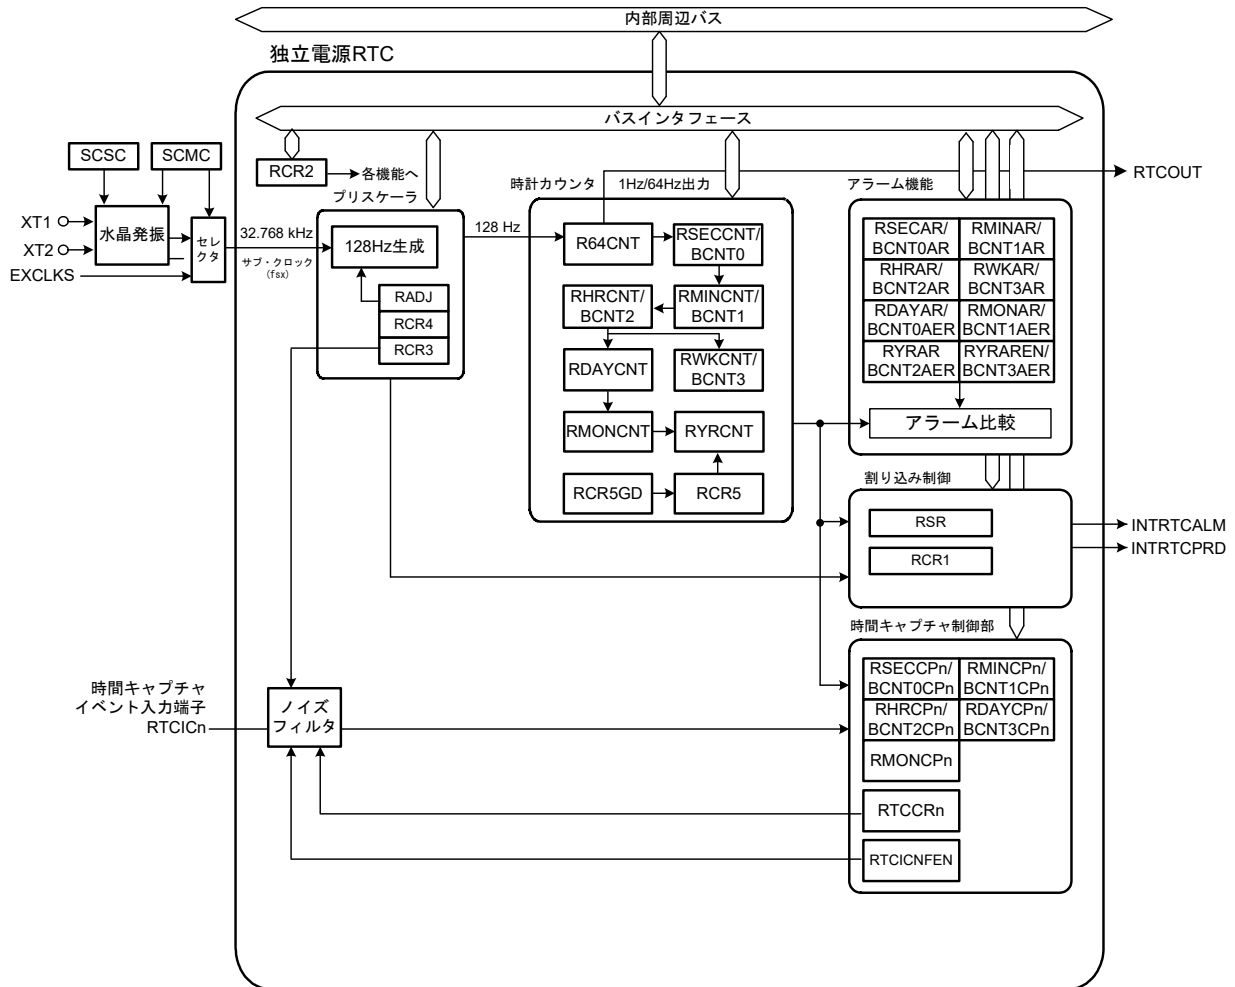 内部周辺バス
独立電源RTC
バスインタフェース
SCSC
SCMC
RCR2
各機能へ
プリスケーラ
時計カウンタ
1Hz/64Hz出力
アラーム機能
RTCOUT
XT1
XT2
EXCLKS
水晶発振
セレ
クタ
32.768 kHz
サブ・クロック
(fsx)
128Hz生成
RADJ
RCR4
RCR3
128 Hz
R64CNT
RSECCNT/
BCNT0
RHRCNT/
BCNT2
RMINCNT/
BCNT1
RDAYCNT
RWKCNT/
BCNT3
RMONCNT
RYRCNT
RCR5GD
RCR5
RSECAR/
BCNT0AR
RMINAR/
BCNT1AR
RHRAR/
BCNT2AR
RWKAR/
BCNT3AR
RDAYAR/
BCNT0AER
RMONAR/
BCNT1AER
RYRAR
BCNT2AER
RYRAREN/
BCNT3AER
アラーム比較
割り込み制御
RSR
RCR1
INTRTCALM
INTRTCPRD
時間キャプチャ制御部
RSECCPn/
BCNT0CPn
RMINCPn/
BCNT1CPn
RHRCPn/
BCNT2CPn
RDAYCPn/
BCNT3CPn
RMONCPn
RTCCRn
RTCICNFEN
時間キャプチャ
イベント入力端子
RTCICn
ノイズ
フィルタ